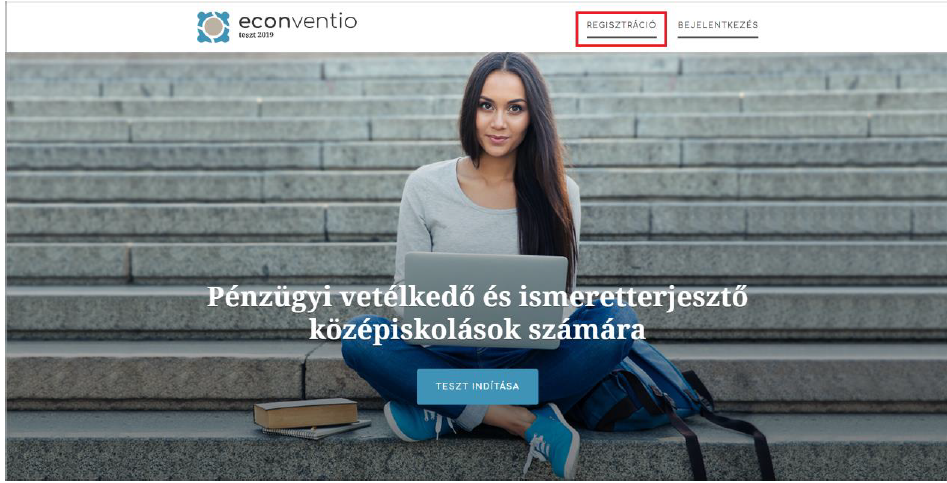 econventio
teszt 2019
REGISZTRÁCIÓ
BEJELENTKEZÉS
Pénzügyi vetélkedő és ismeretterjesztő
középiskolások számára
TESZT INDÍTÁSA